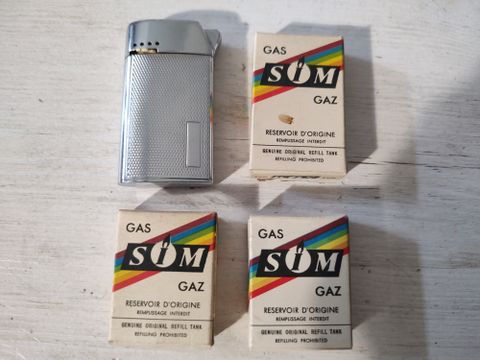 GAS
SIM
GAZ
RESERVOIR D'ORIGINE
REMPLISSAGE INTERDIT
GENUINE ORIGINAL REFILL TANK
REFILLING PROHIBITED
GAS
SIM
GAZ
RESERVOIR D'ORIGINE
REMPLISSAGE INTERDIT
GENUINE ORIGINAL REFILL TANK
REFILLING PROHIBITED
GAS
SIM
GAZ
RESERVOIR D'ORIGINE
REMPLISSAGE INTERDIT
GENUINE ORIGINAL REFILL TANK
REFILLING PROHIBITED